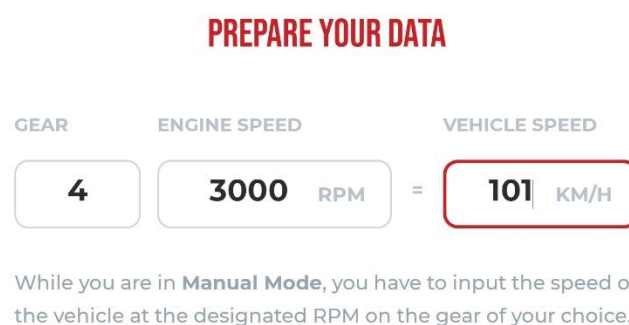 PREPARE YOUR DATA
GEAR ENGINE SPEED VEHICLE SPEED
4 3000 RPM = 101 KM/H
While you are in Manual Mode, you have to input the speed o
the vehicle at the designated RPM on the gear of your choice.